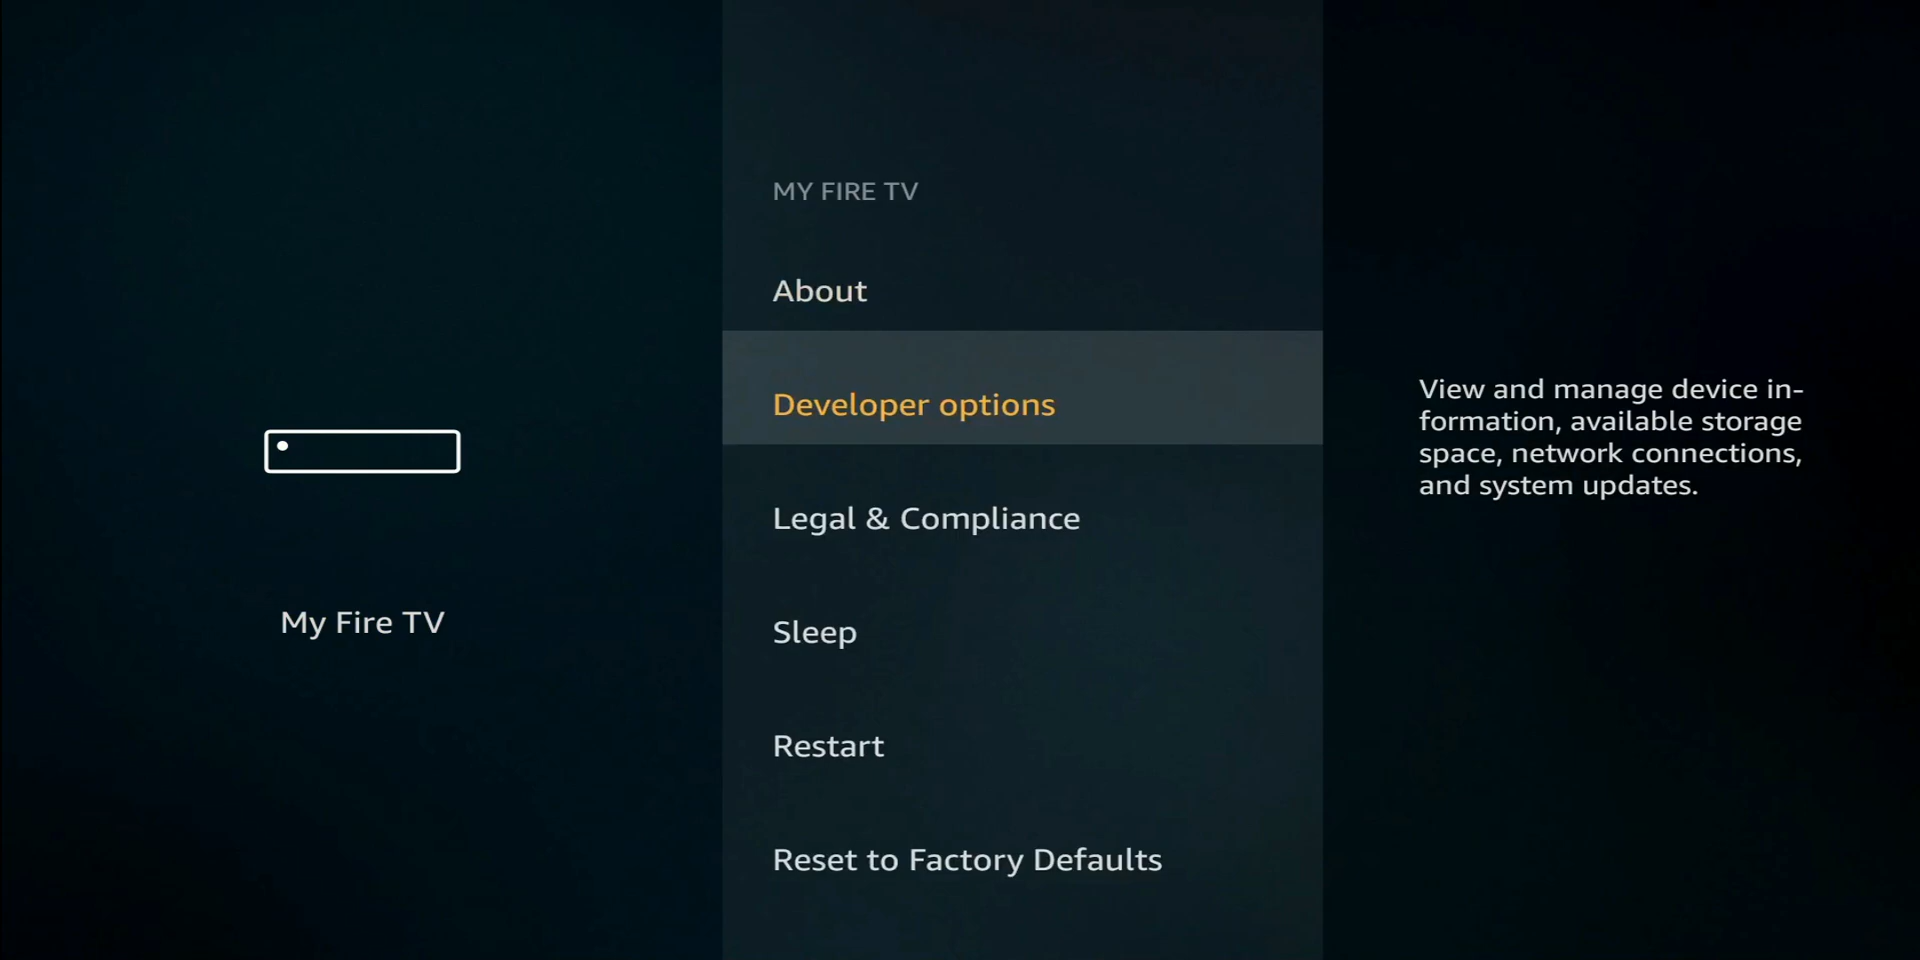 MY FIRE TV
About
Developer options
Legal & Compliance
Sleep
Restart
Reset to Factory Defaults
My Fire TV
View and manage device in-
formation, available storage
space, network connections,
and system updates.